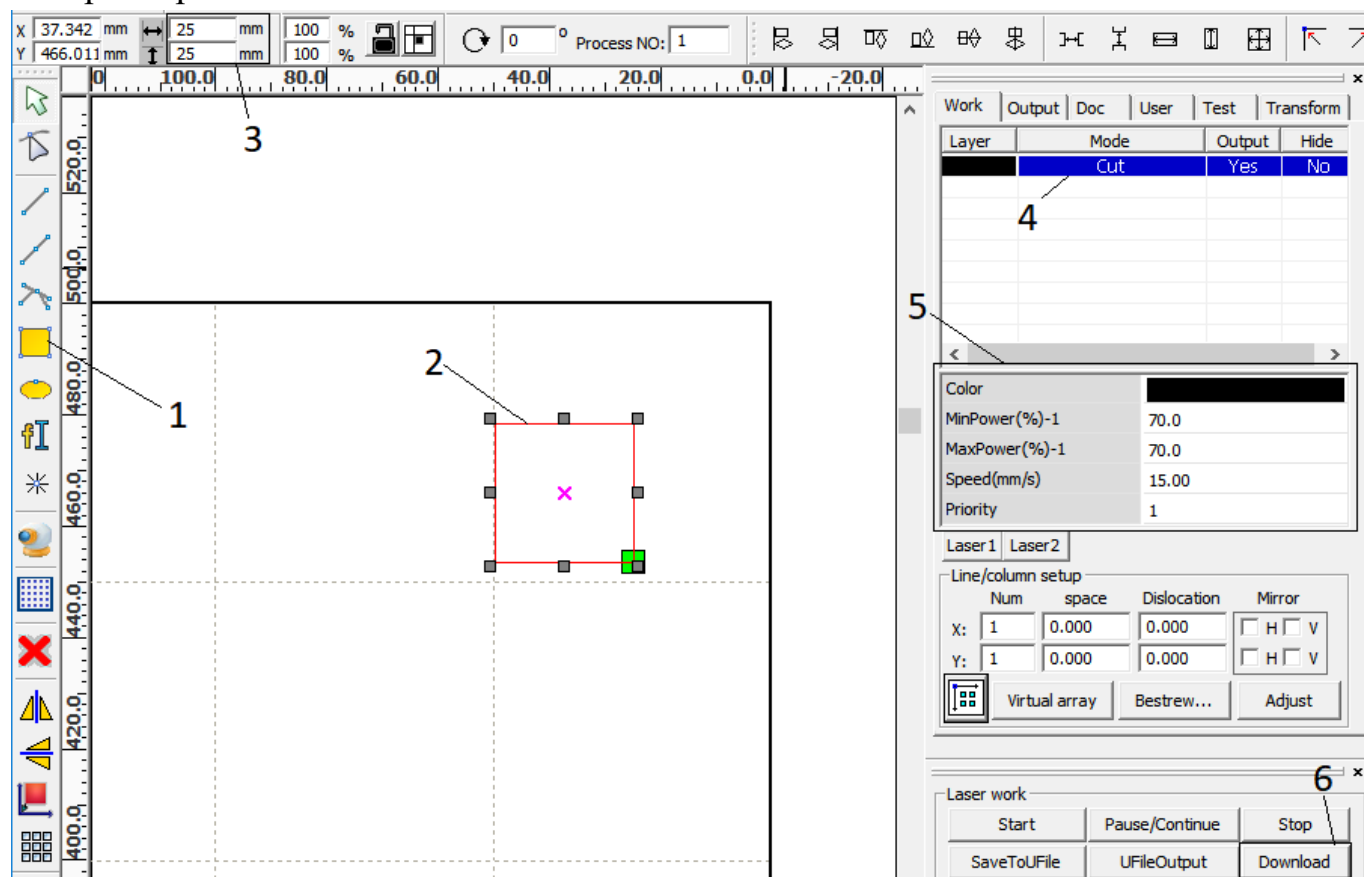 X 37.342 mm 25 mm 100 %
Y 466.011 mm 25 mm 100 %
0 ° Process NO: 1
0 100.0 80.0 60.0 40.0 20.0 0.0 -20.0
3
520.0
500.0
480.0
460.0
440.0
420.0
400.0
1
2
Work Output Doc User Test Transform
Layer Mode Output Hide
Cut Yes No
4
5
Color
MinPower(%)-1 70.0
MaxPower(%)-1 70.0
Speed(mm/s) 15.00
Priority 1
Laser1 Laser2
Line/column setup
Num space Dislocation Mirror
X: 1 0.000 0.000 H V
Y: 1 0.000 0.000 H V
Virtual array Bestrew... Adjust
6
Laser work
Start Pause/Continue Stop
SaveToUFile UFileOutput Download